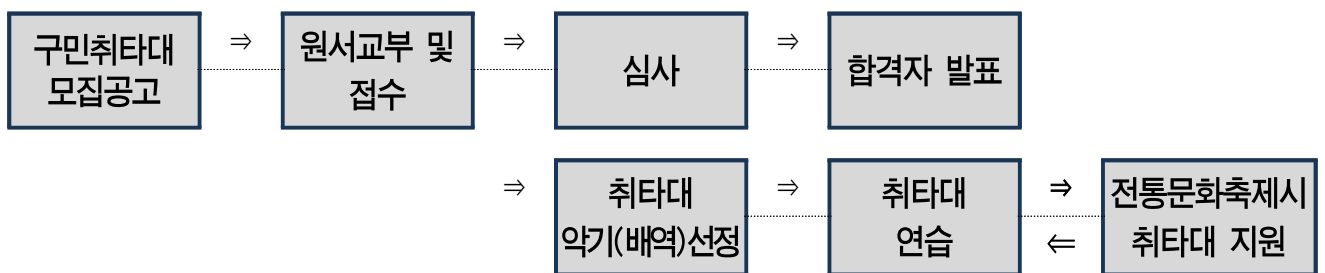 구민취타대
모집공고
⇒
원서교부 및
접수
⇒
심사
⇒
합격자 발표
⇒
취타대
악기(배역)선정
⇒
취타대
연습
⇒
⇐
전통문화축제시
취타대 지원